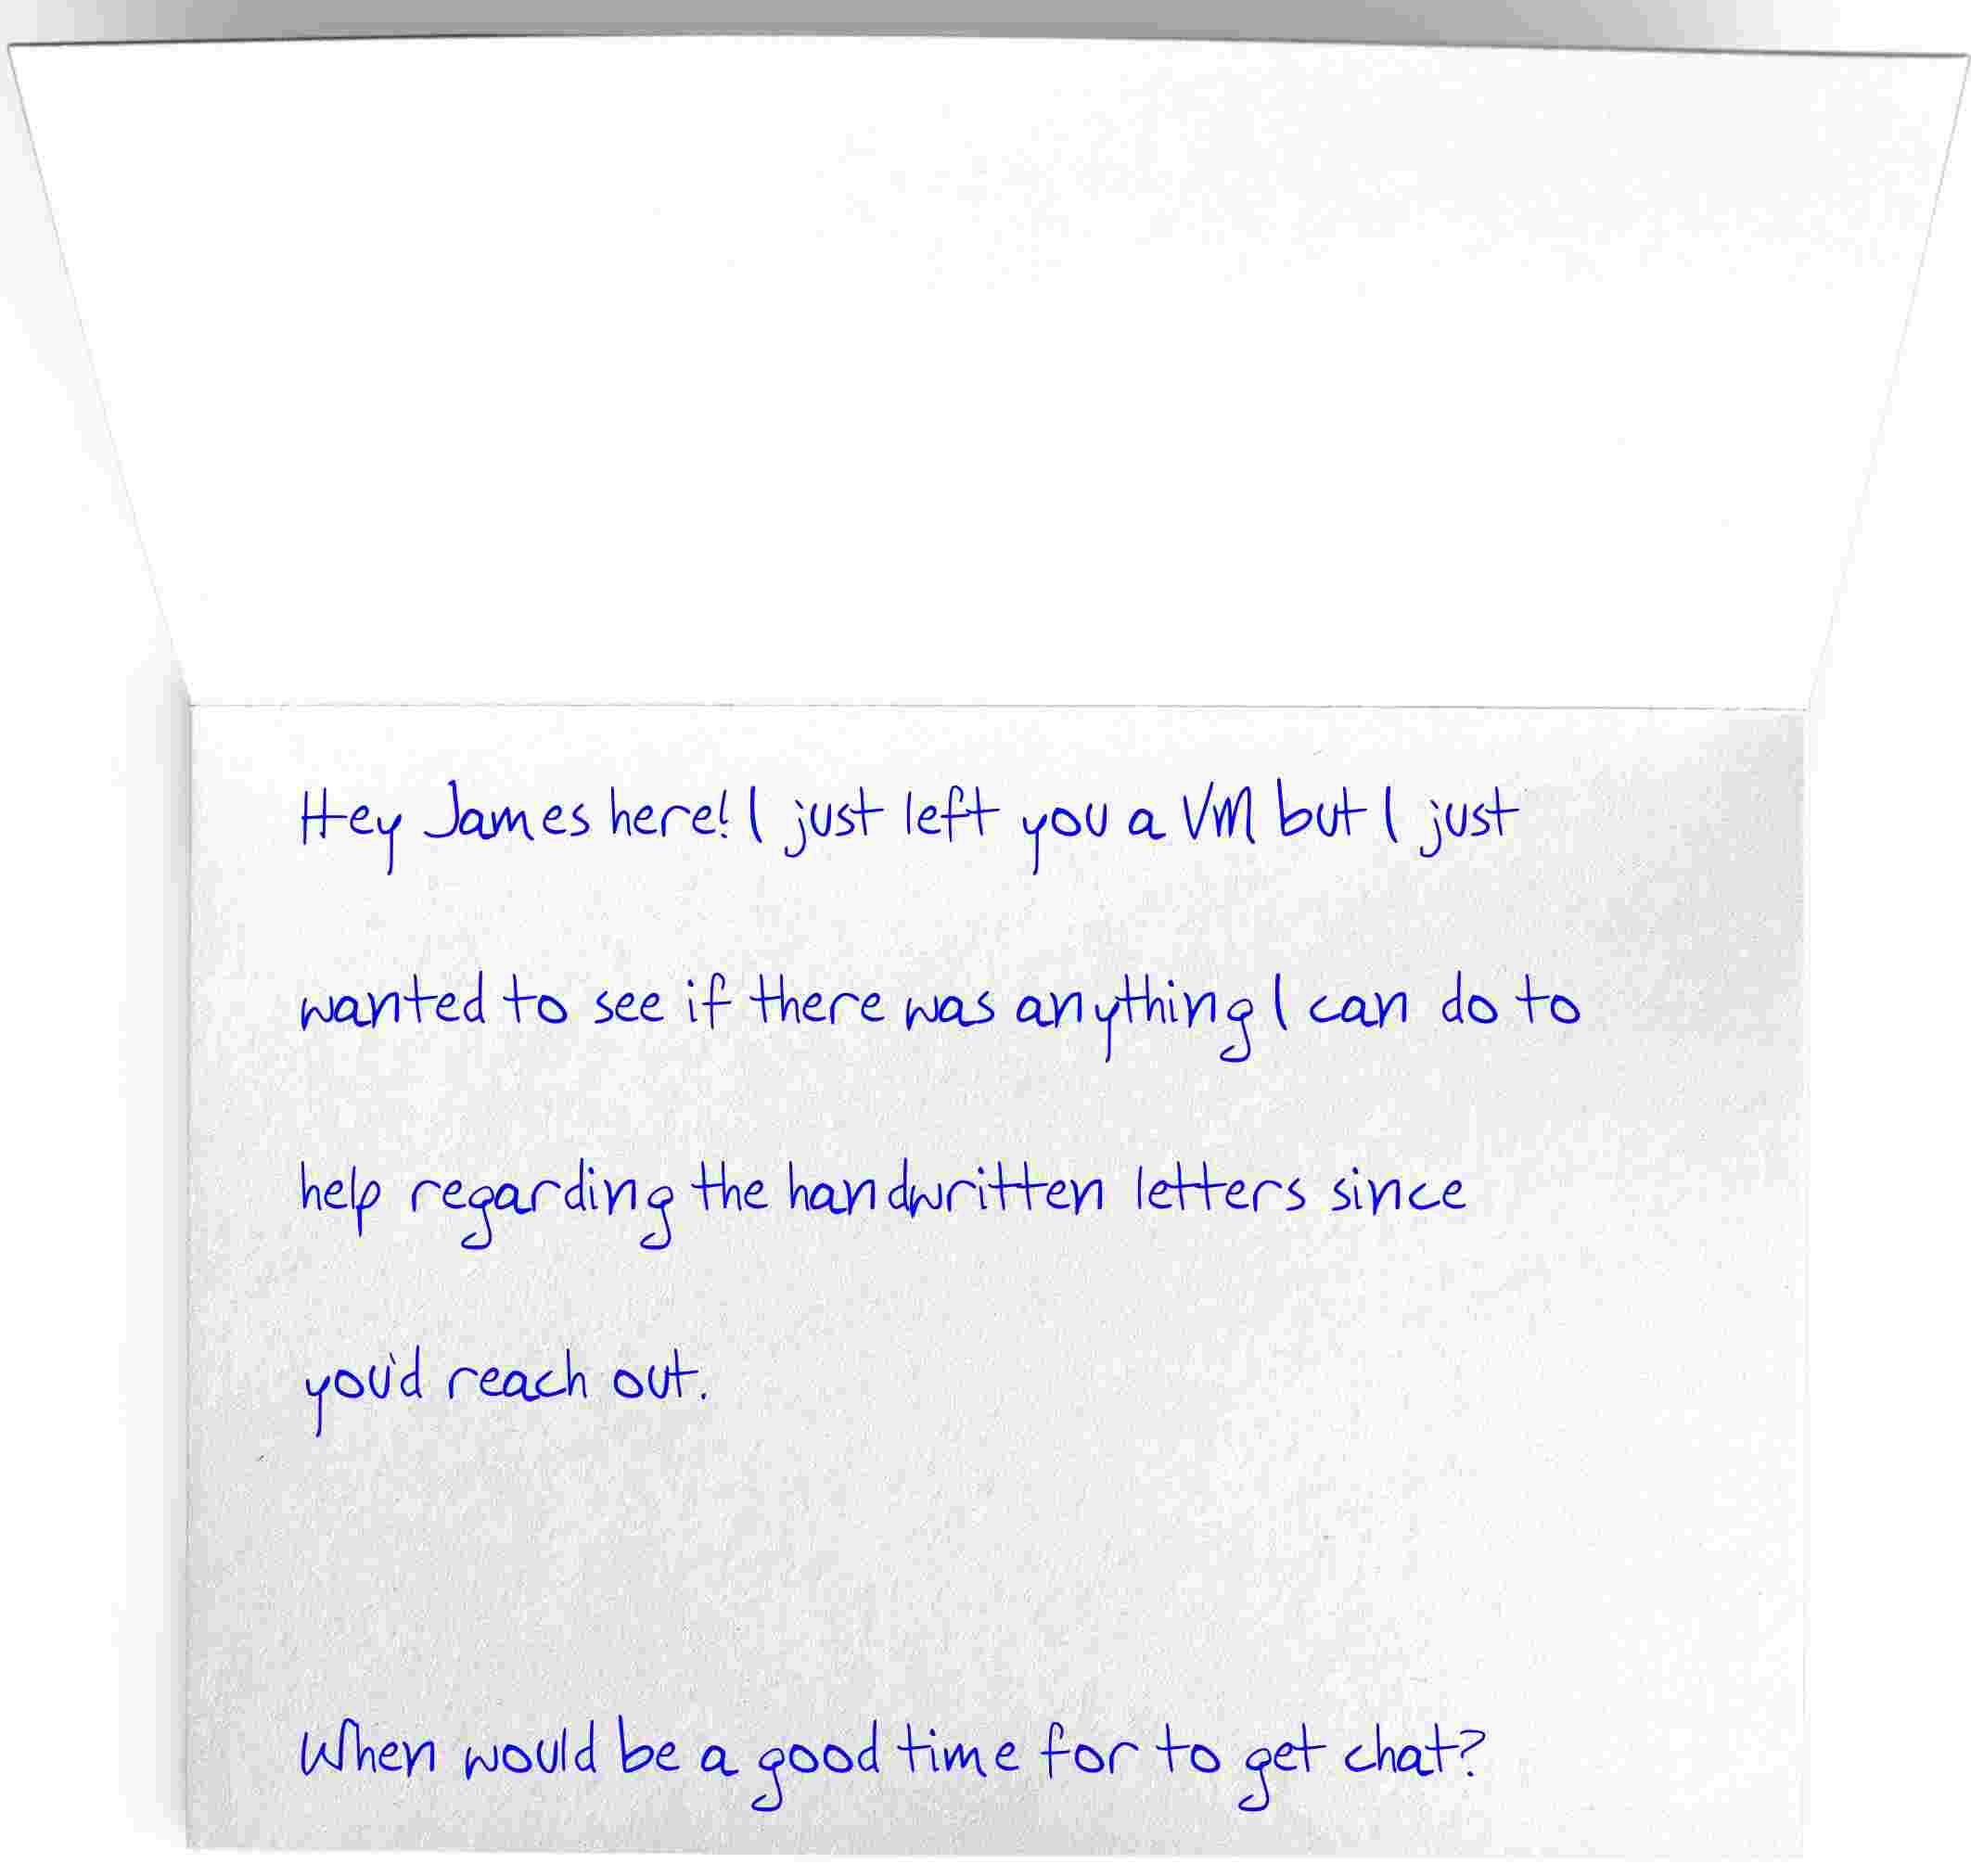 Hey James here! I just left you a VM but I just
wanted to see if there was anything I can do to
help regarding the handwritten letters since
you'd reach out.
When would be a good time for to get chat?